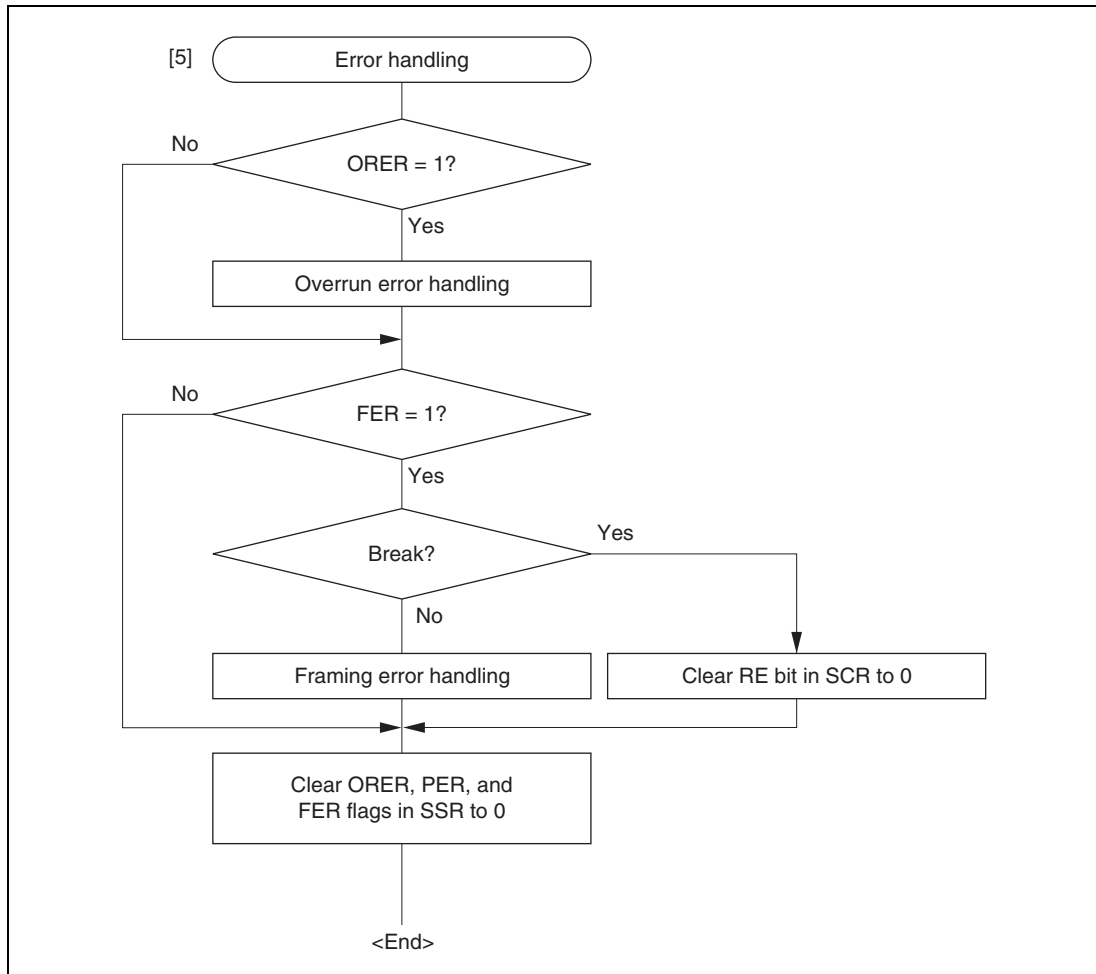 [5] Error handling
No
ORER = 1?
Yes
Overrun error handling
No
FER = 1?
Yes
Yes
Break?
No
Framing error handling
Clear RE bit in SCR to 0
Clear ORER, PER, and
FER flags in SSR to 0
<End>